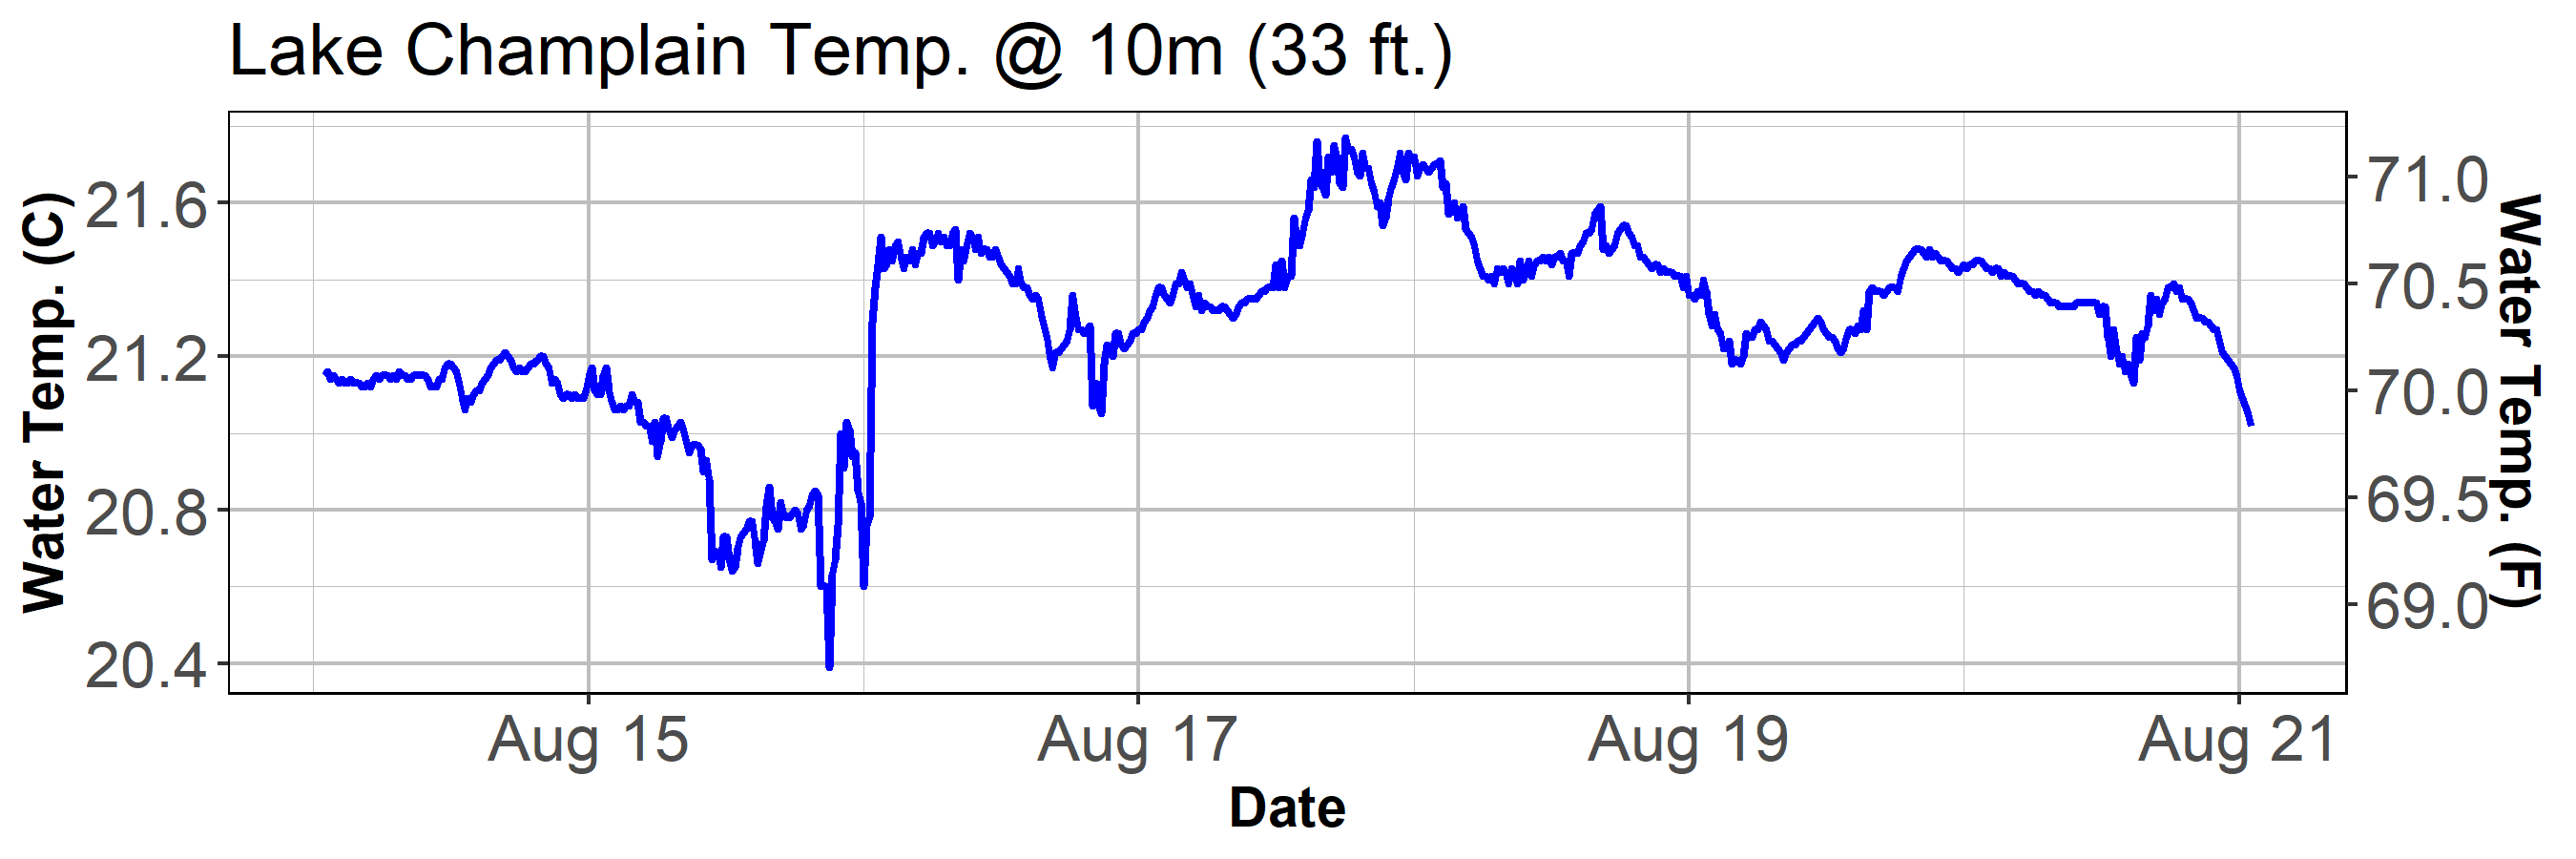 Lake Champlain Temp. @ 10m (33 ft.)
Water Temp. (C)
21.6
21.2
20.8
20.4
71.0
70.5
70.0
69.5
69.0
Water Temp. (F)
Aug 15
Aug 17
Aug 19
Aug 21
Date